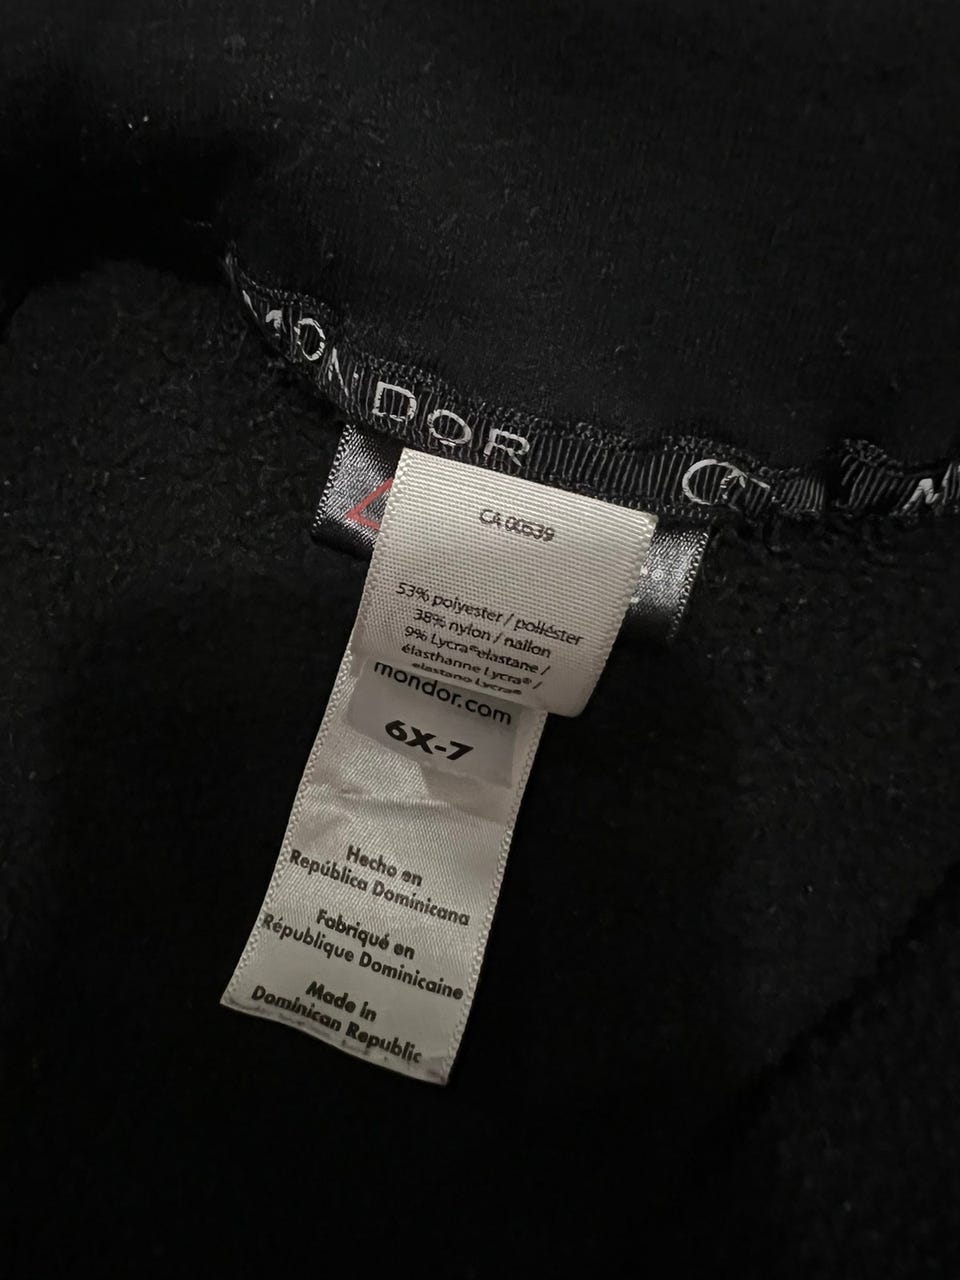 MONDOR
M
CA 00539
53% polyester / poliéster
38% nylon / nailon
9% Lycra® elastane /
élasthanne Lycra® /
elastano Lycra®
mondor.com
6X-7
Hecho en
República Dominicana
Fabriqué en
République Dominicaine
Made in
Dominican Republic